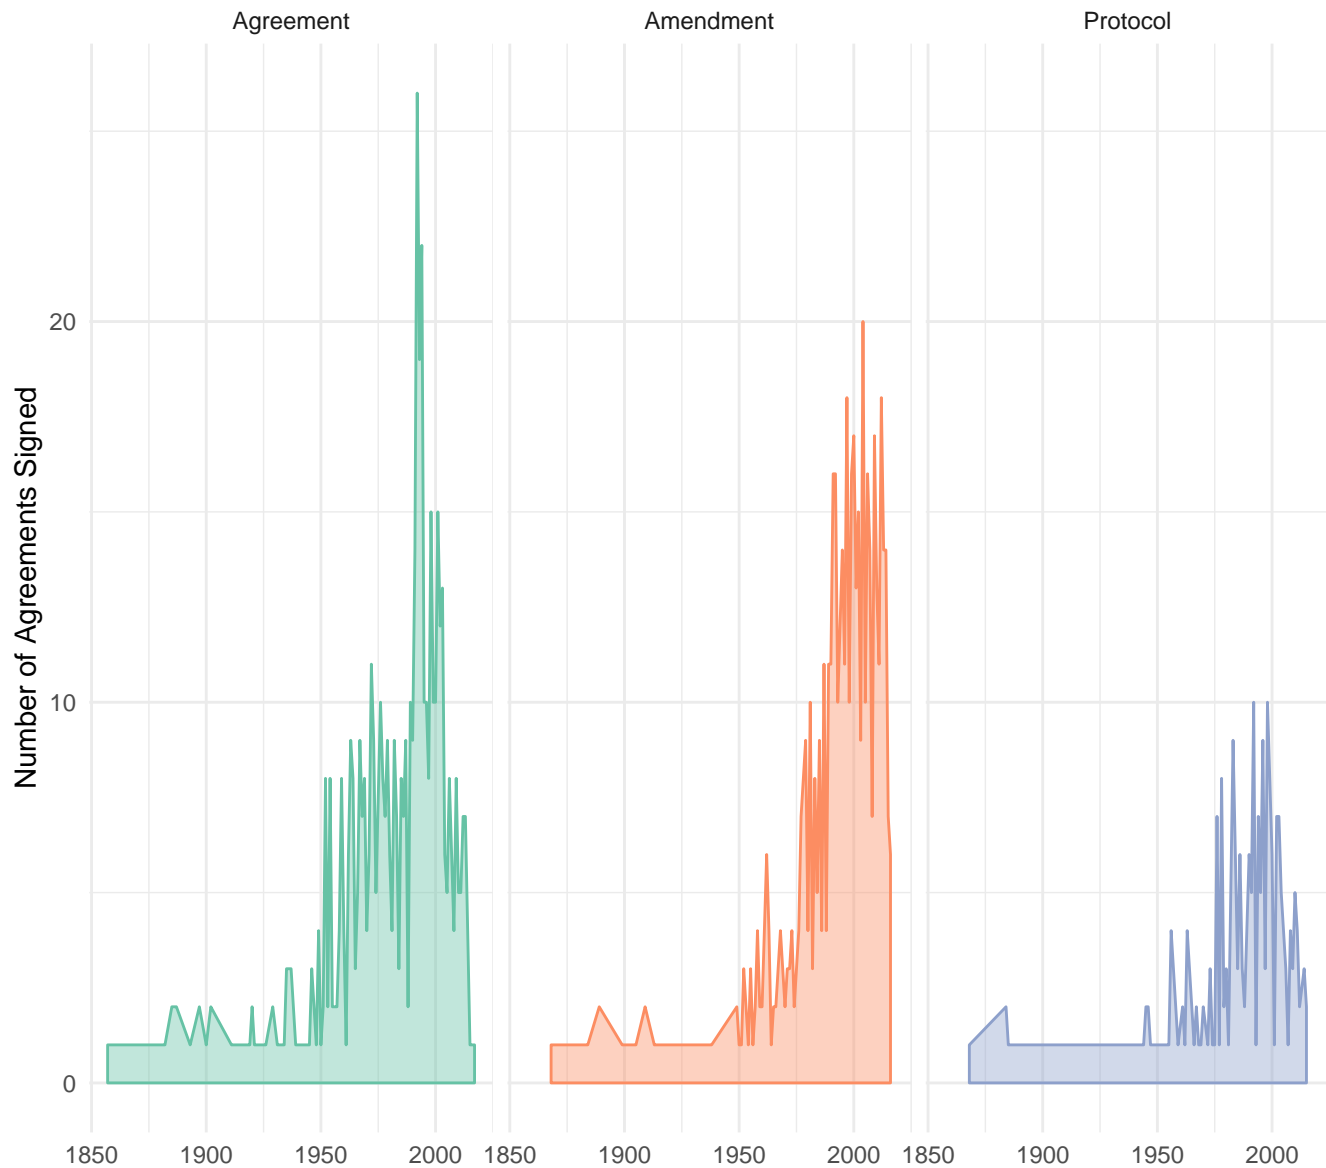 Agreement Amendment Protocol
Number of Agreements Signed
20
10
0
1850 1900 1950 2000 1850 1900 1950 2000 1850 1900 1950 2000